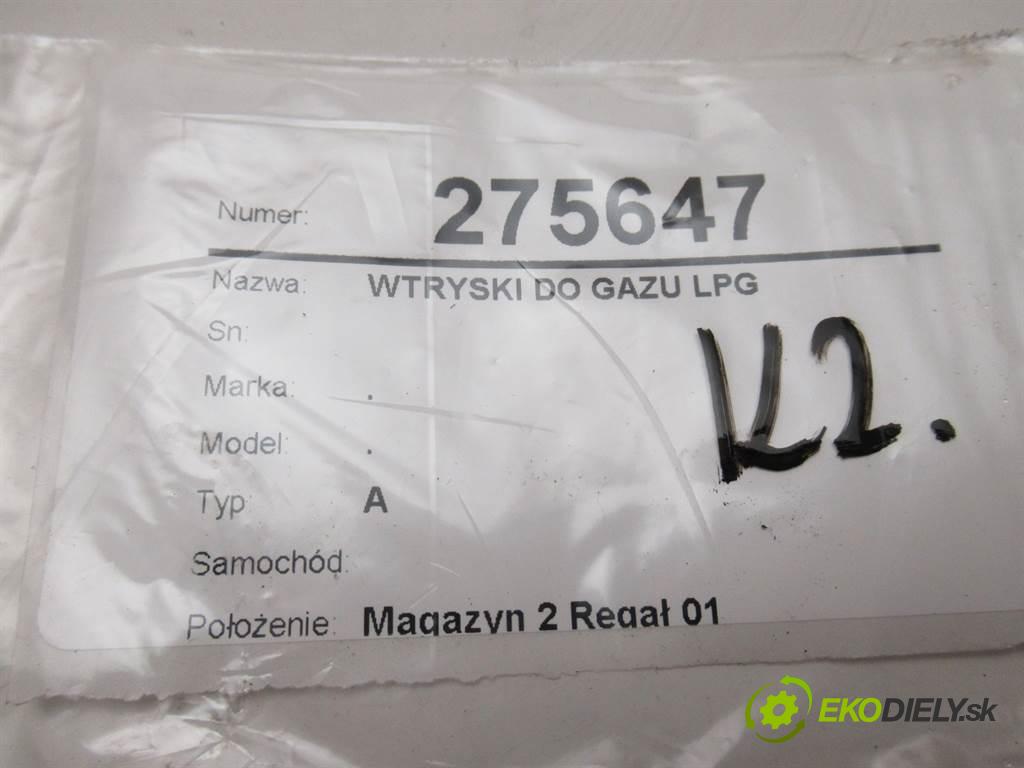 Numer: 275647
Nazwa: WTRYSKI DO GAZU LPG
Sn:
Marka: .
Model: .
Typ A
Samochód:
Położenie: Magazyn 2 Regał 01
K2.
EKODIELY.sk